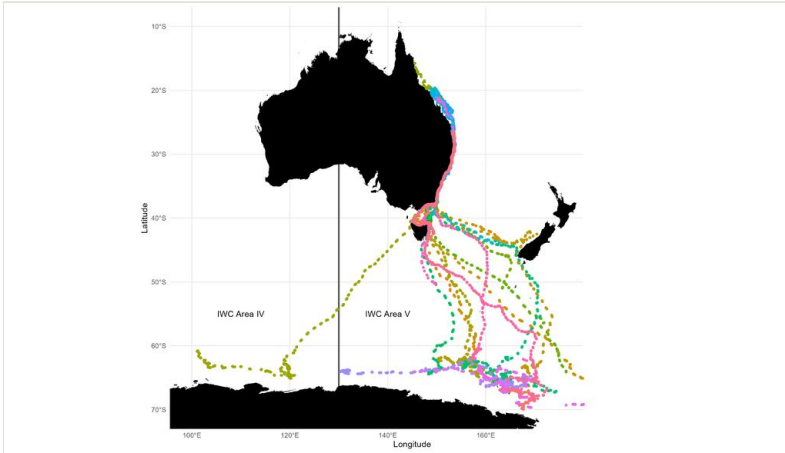 10°S
20°S
30°S
40°S
50°S
60°S
70°S
Latitude
IWC Area IV
IWC Area V
100°E
120°E
140°E
160°E
Longitude